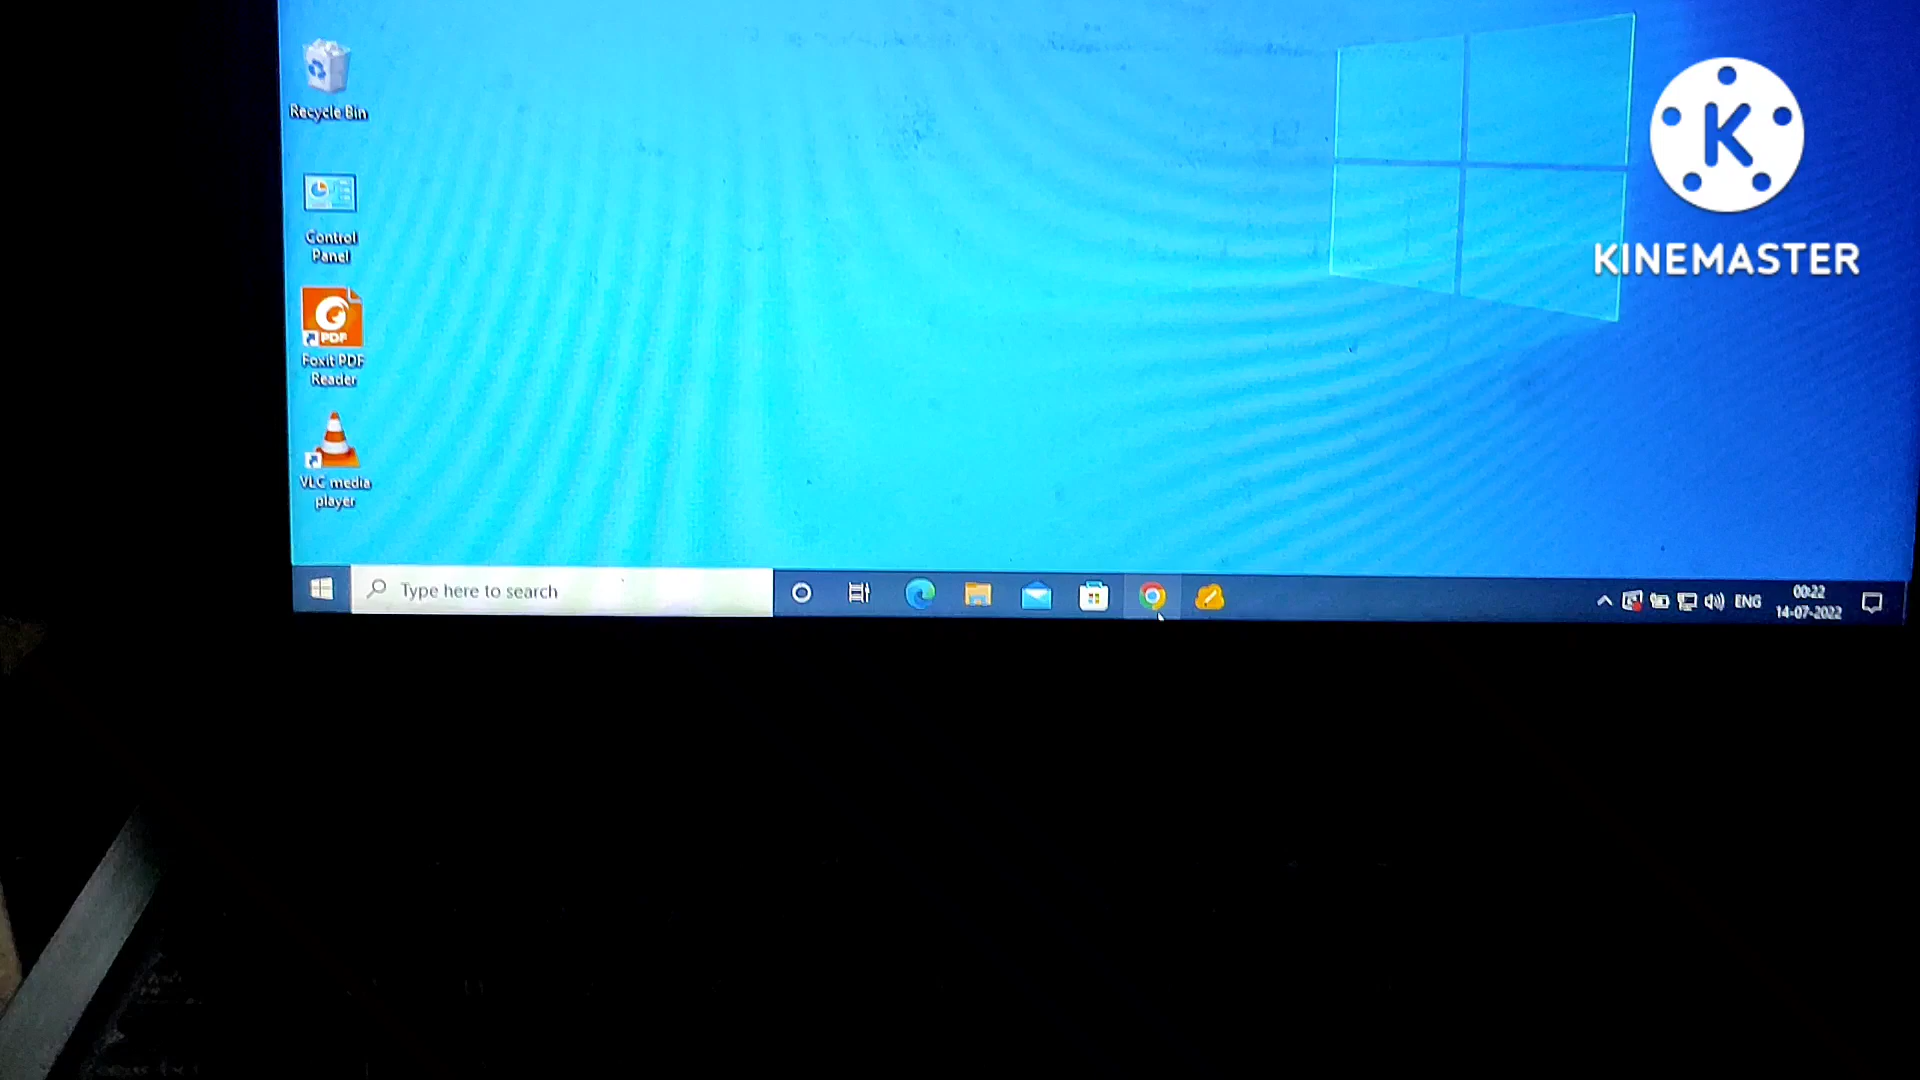 Recycle Bin
K
KINEMASTER
Control
Panel
PDF
Foxit PDF
Reader
VLC media
player
Type here to search
ENG
00:22
14-07-2022